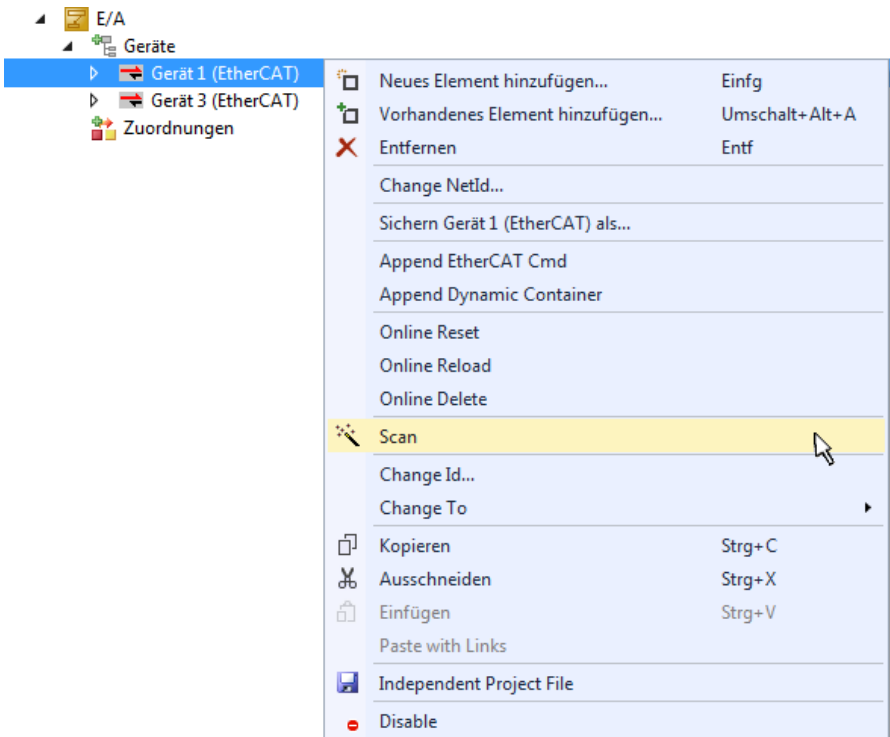 E/A
Geräte
Gerät 1 (EtherCAT)
Gerät 3 (EtherCAT)
Zuordnungen
Neues Element hinzufügen... Einfg
Vorhandenes Element hinzufügen... Umschalt+Alt+A
Entfernen Entf
Change NetId...
Sichern Gerät 1 (EtherCAT) als...
Append EtherCAT Cmd
Append Dynamic Container
Online Reset
Online Reload
Online Delete
Scan
Change Id...
Change To
Kopieren Strg+C
Ausschneiden Strg+X
Einfügen Strg+V
Paste with Links
Independent Project File
Disable